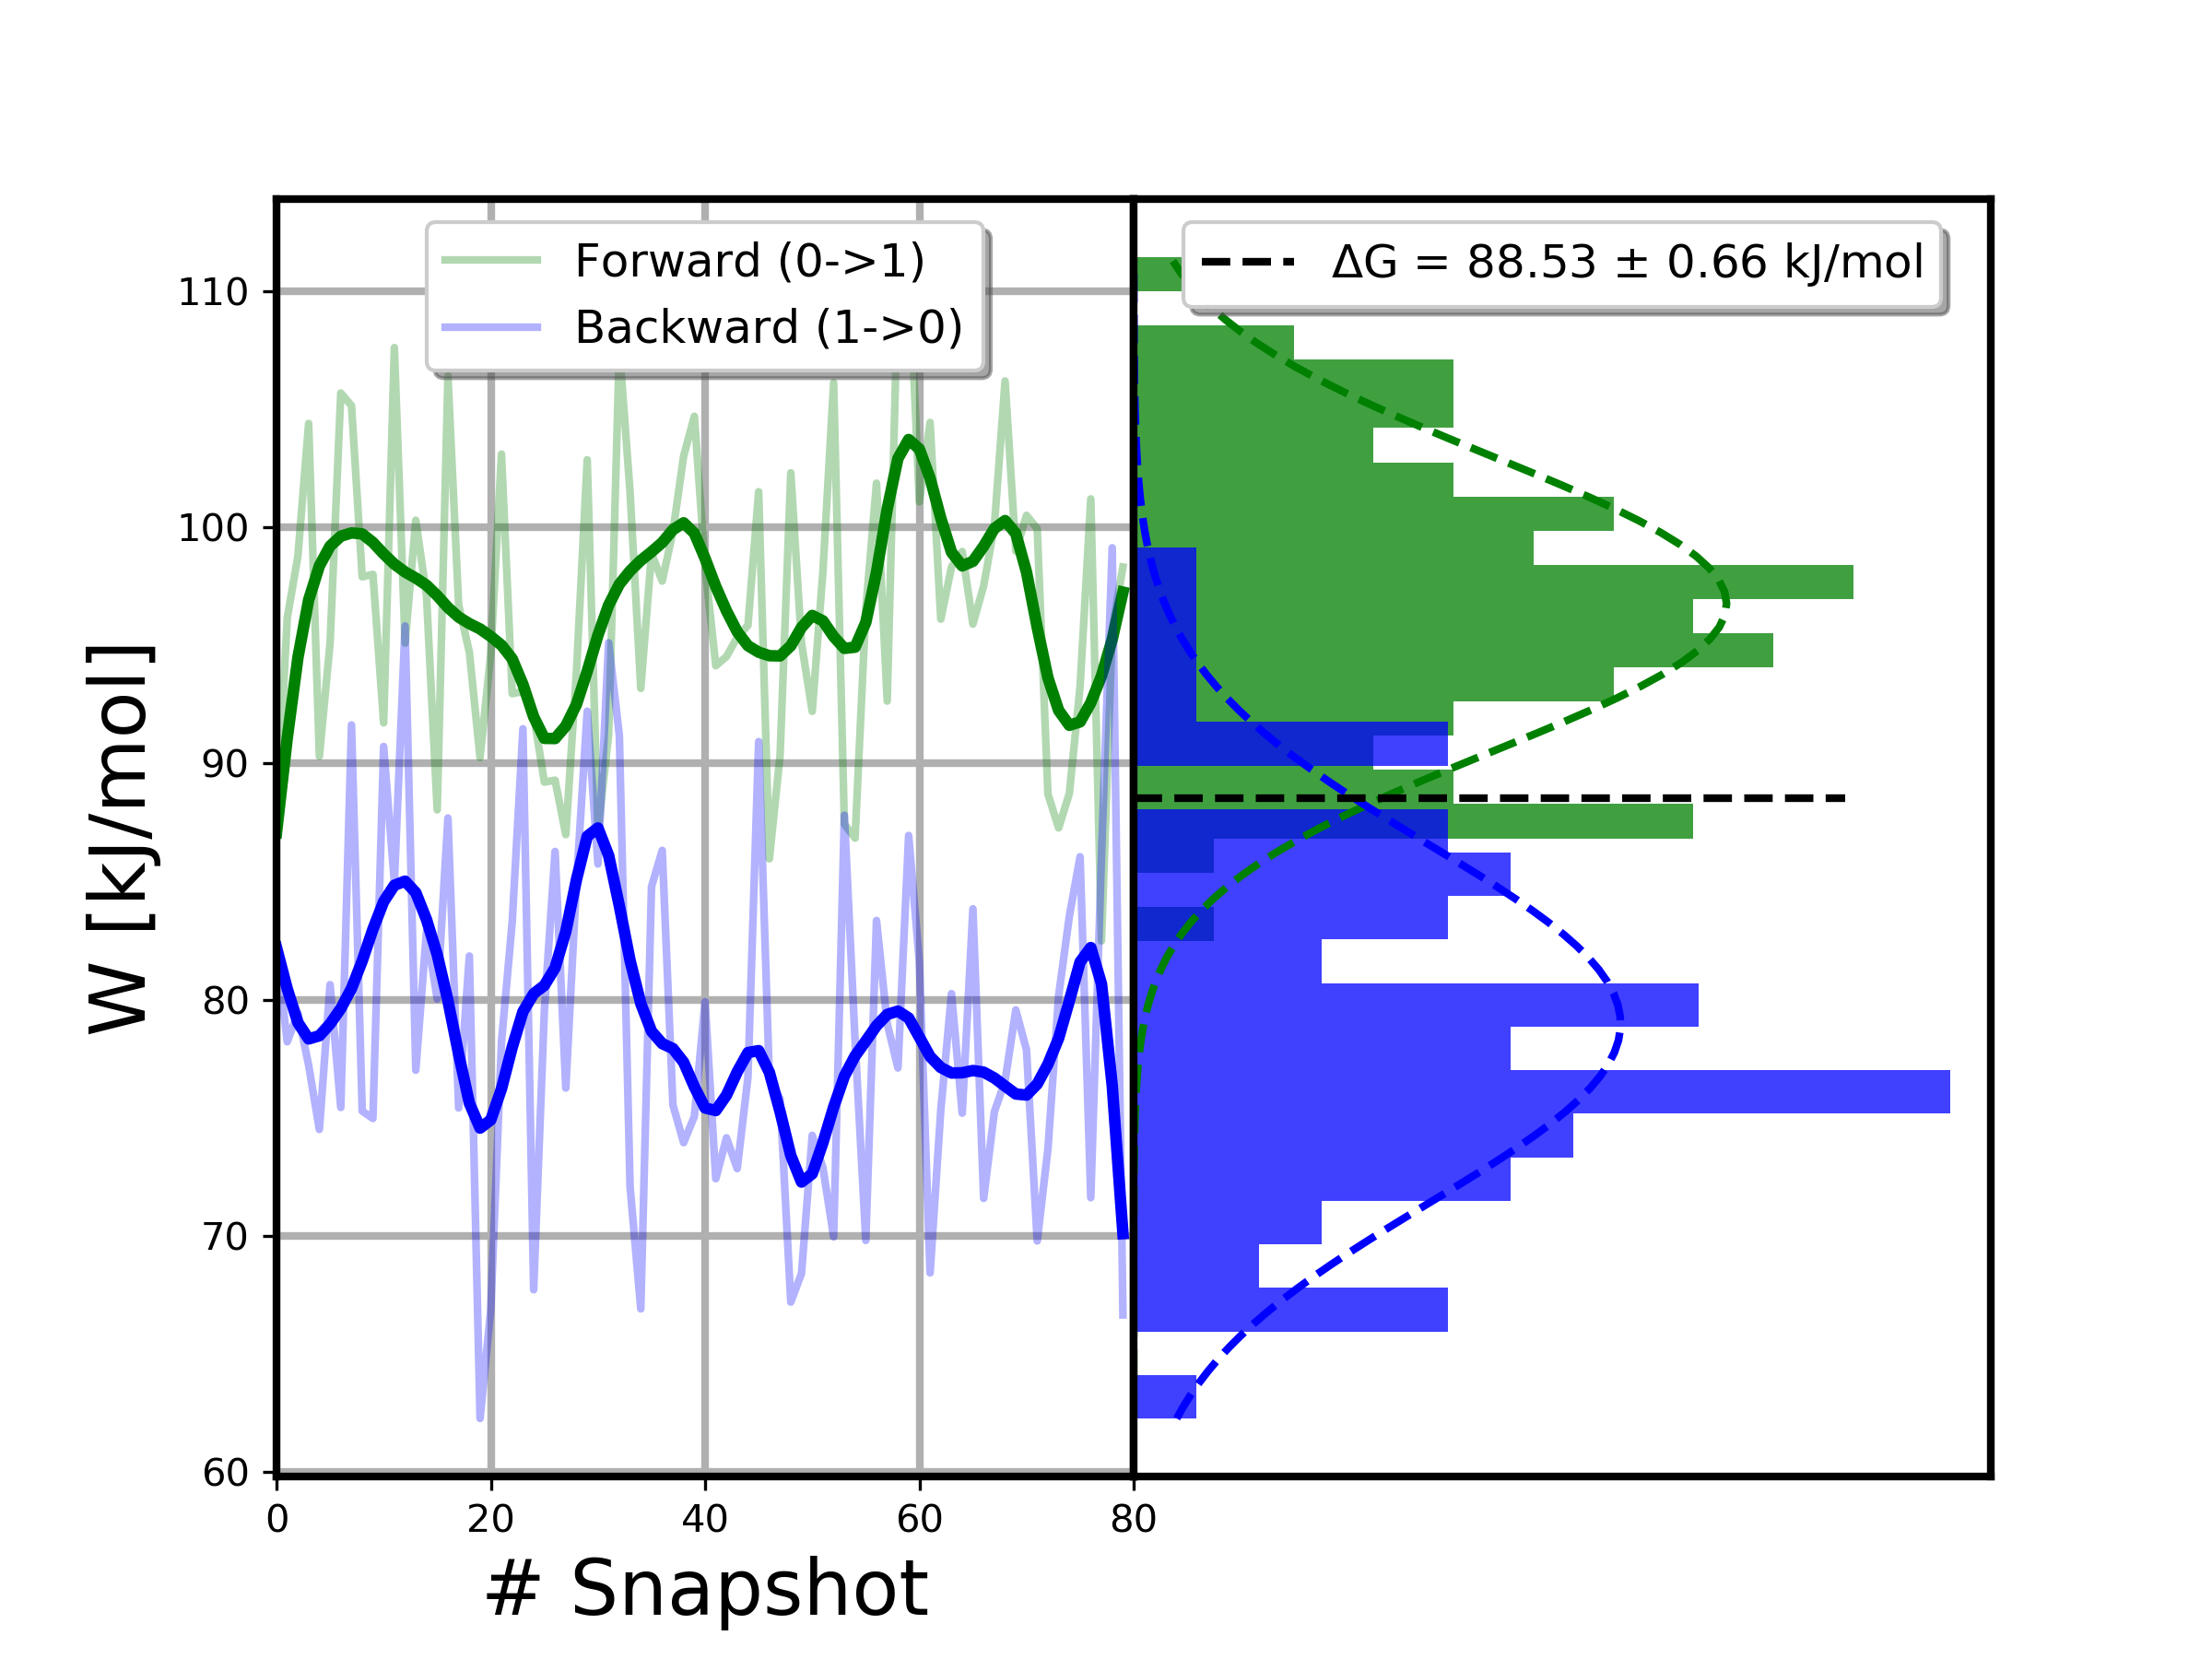 Forward (0->1)
Backward (1->0)
ΔG = 88.53 ± 0.66 kJ/mol
110
100
90
80
70
60
W [kJ/mol]
0 20 40 60 80
# Snapshot